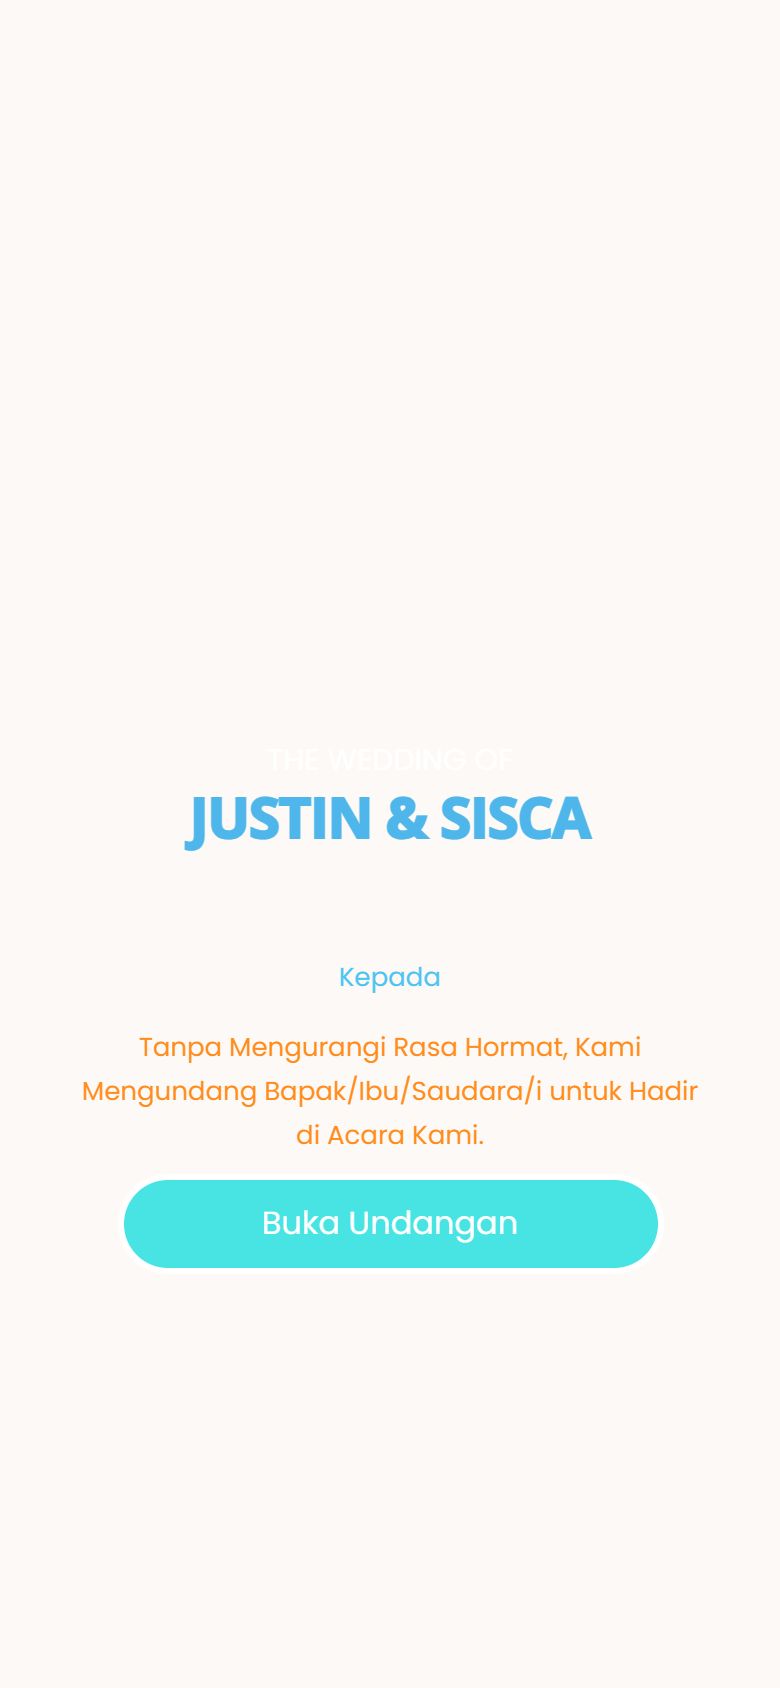 THE WEDDING OF
JUSTIN & SISCA
Kepada
Tanpa Mengurangi Rasa Hormat, Kami
Mengundang Bapak/Ibu/Saudara/i untuk Hadir
di Acara Kami.
Buka Undangan